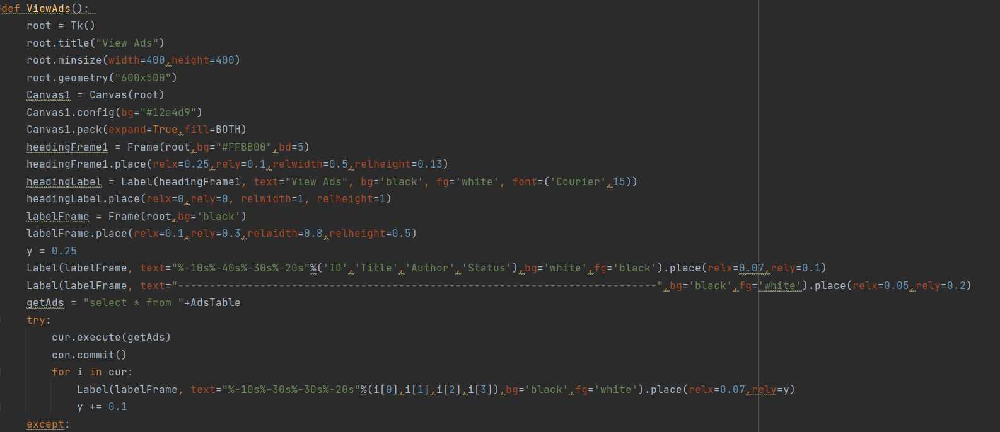 def ViewAds():
    root = Tk()
    root.title("View Ads")
    root.minsize(width=400,height=400)
    root.geometry("600x500")
    Canvas1 = Canvas(root)
    Canvas1.config(bg="#12a4d9")
    Canvas1.pack(expand=True,fill=BOTH)
    headingFrame1 = Frame(root,bg="#FFBB00",bd=5)
    headingFrame1.place(relx=0.25,rely=0.1,relwidth=0.5,relheight=0.13)
    headingLabel = Label(headingFrame1, text="View Ads", bg='black', fg='white', font=('Courier',15))
    headingLabel.place(relx=0,rely=0, relwidth=1, relheight=1)
    labelFrame = Frame(root,bg='black')
    labelFrame.place(relx=0.1,rely=0.3,relwidth=0.8,relheight=0.5)
    y = 0.25
    Label(labelFrame, text="%-10s%-40s%-30s%-20s"%('ID','Title','Author','Status'),bg='white',fg='black').place(relx=0.07,rely=0.1)
    Label(labelFrame, text="----------------------------------------------------------------------------",bg='black',fg='white').place(relx=0.05,rely=0.2)
    getAds = "select * from "+AdsTable
    try:
        cur.execute(getAds)
        con.commit()
        for i in cur:
            Label(labelFrame, text="%-10s%-30s%-30s%-20s"%(i[0],i[1],i[2],i[3]),bg='black',fg='white').place(relx=0.07,rely=y)
            y += 0.1
    except: